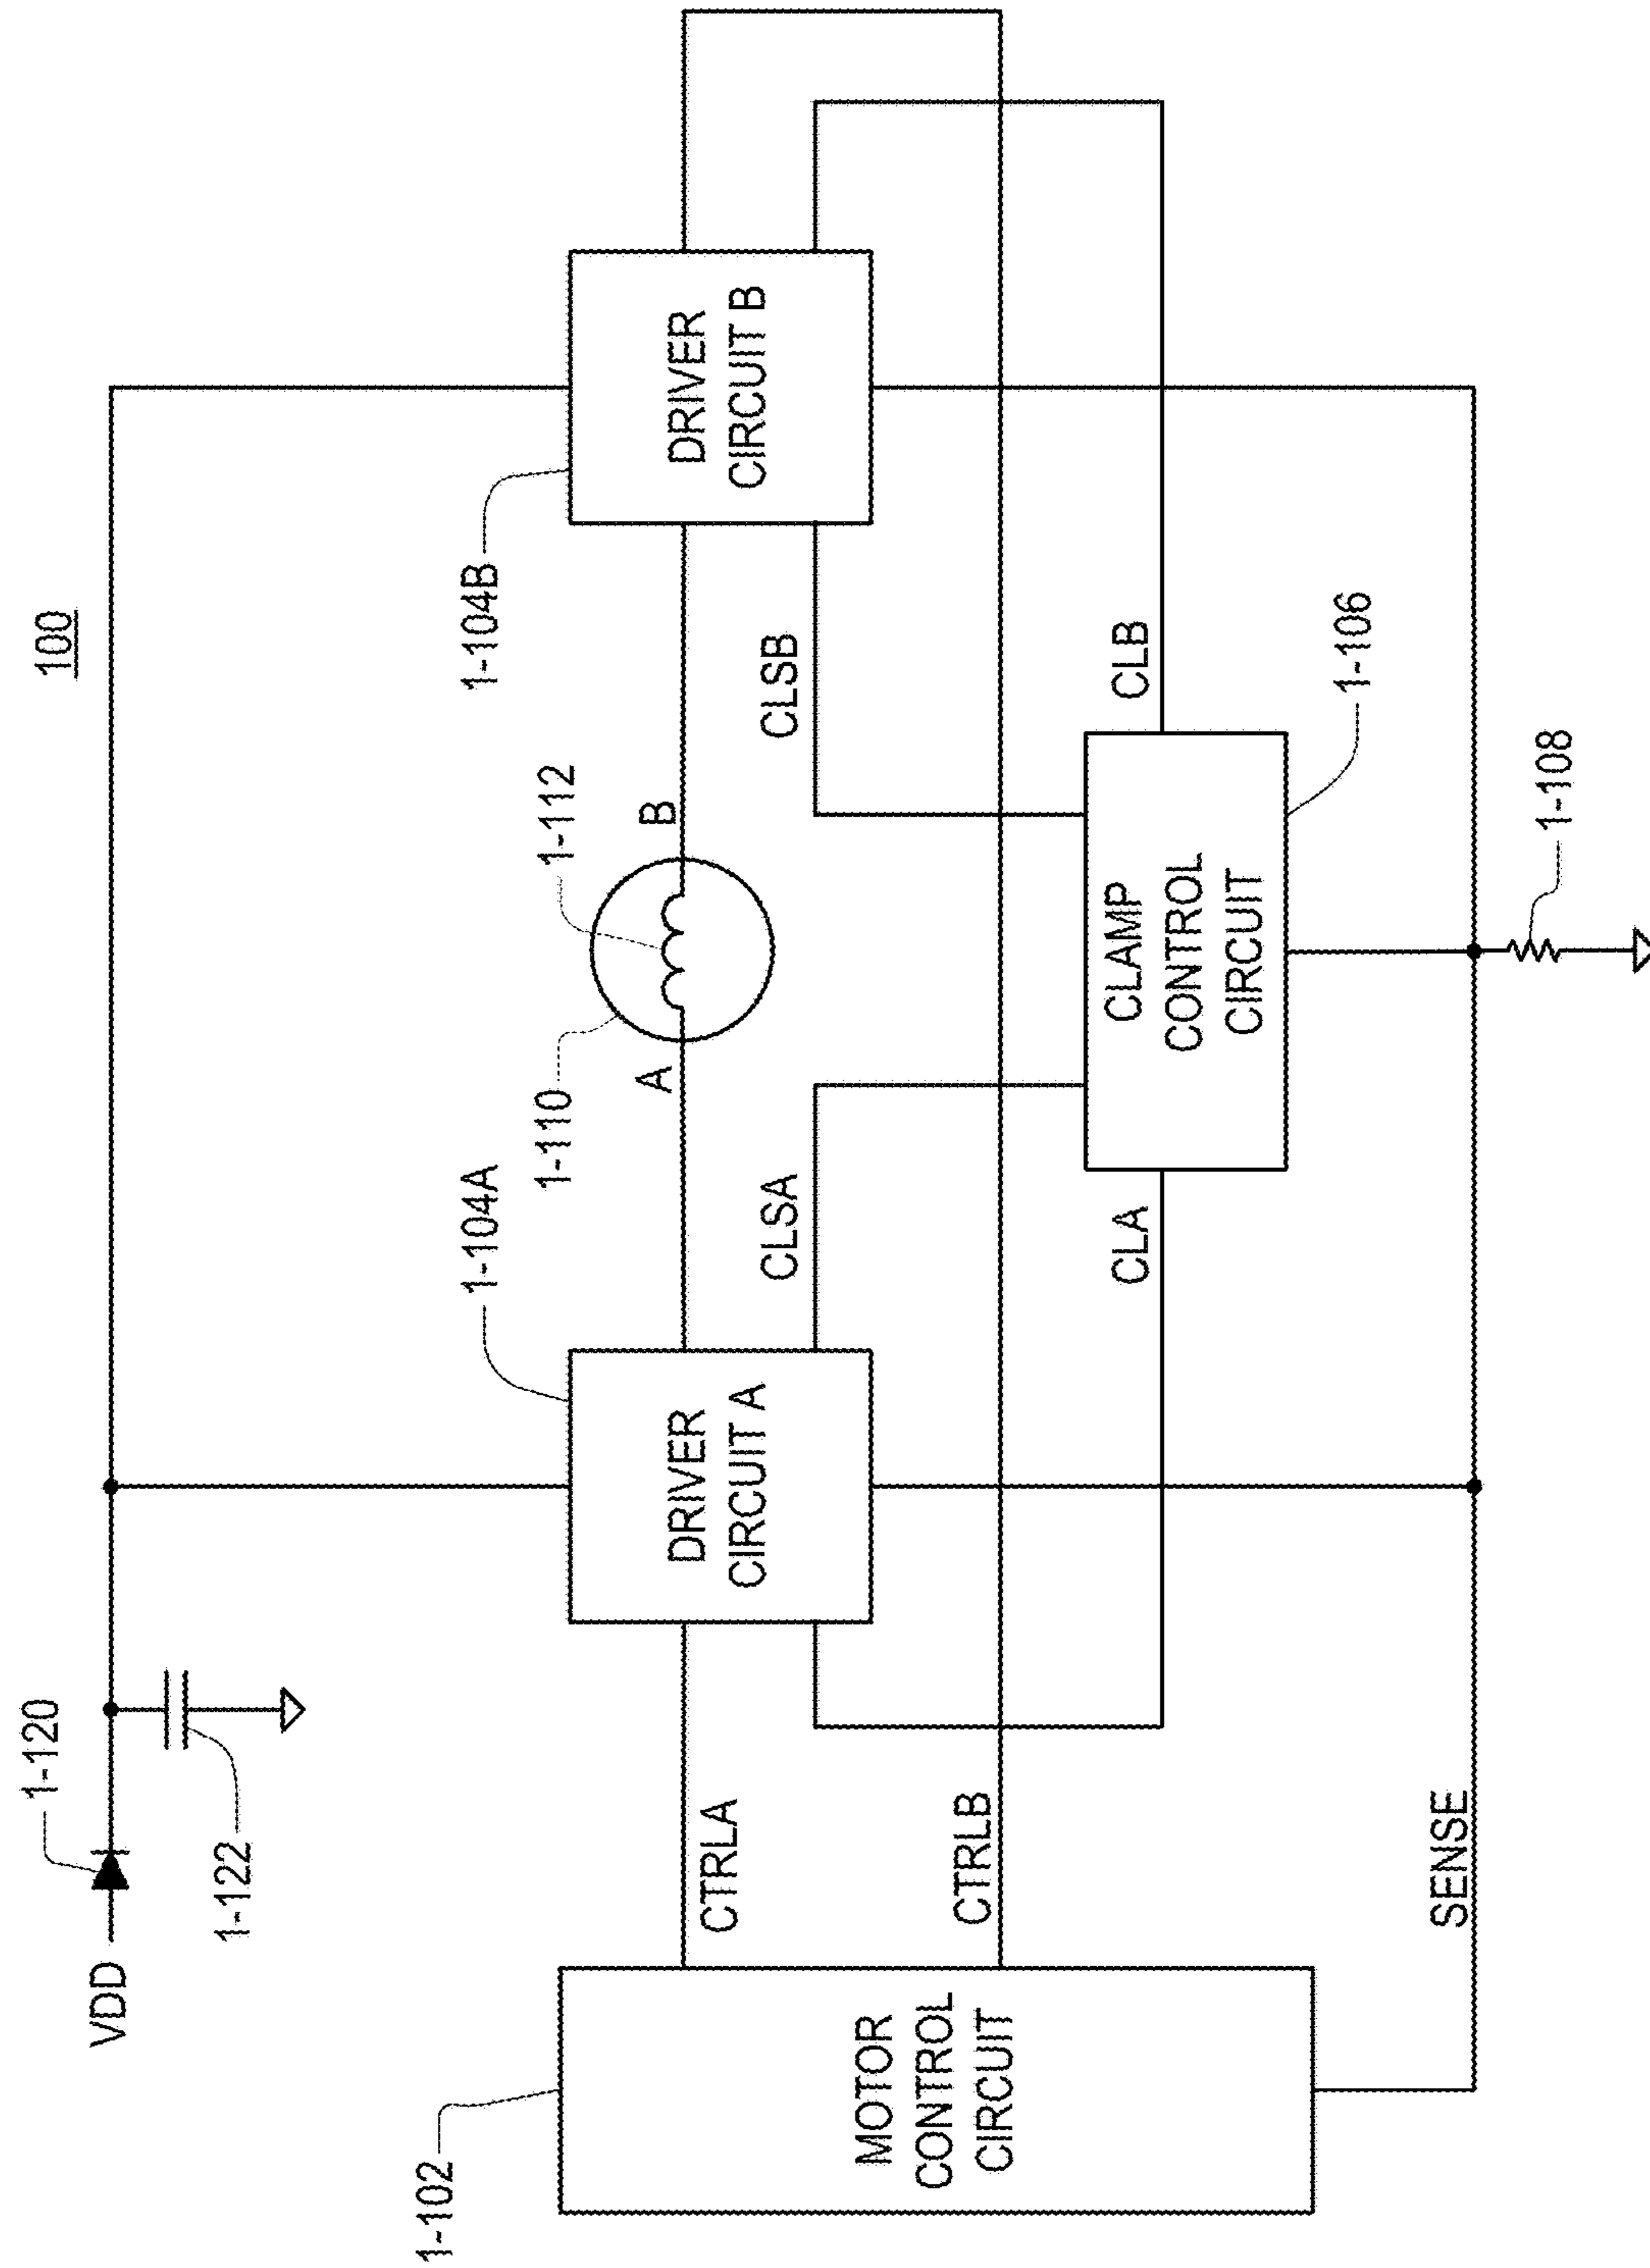 100
1-120
VDD
1-122
1-104A
1-104B
1-110
1-112
A
B
1-102
CTRLA
DRIVER
CIRCUIT A
DRIVER
CIRCUIT B
CLSA
CLSB
MOTOR
CONTROL
CIRCUIT
CTRLB
CLA
CLAMP
CONTROL
CIRCUIT
CLB
1-106
SENSE
1-108